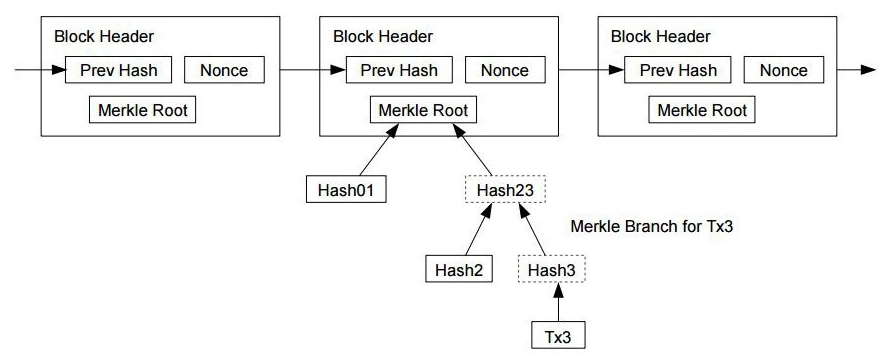 Block Header
Prev Hash
Nonce
Merkle Root
Block Header
Prev Hash
Nonce
Merkle Root
Block Header
Prev Hash
Nonce
Merkle Root
Hash01
Hash23
Merkle Branch for Tx3
Hash2
Hash3
Tx3